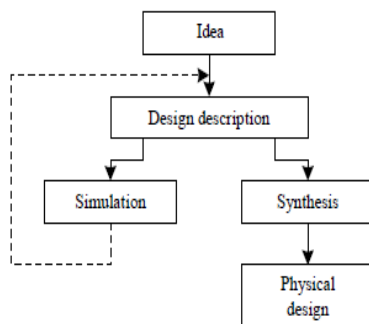 Idea
Design description
Simulation
Synthesis
Physical
design